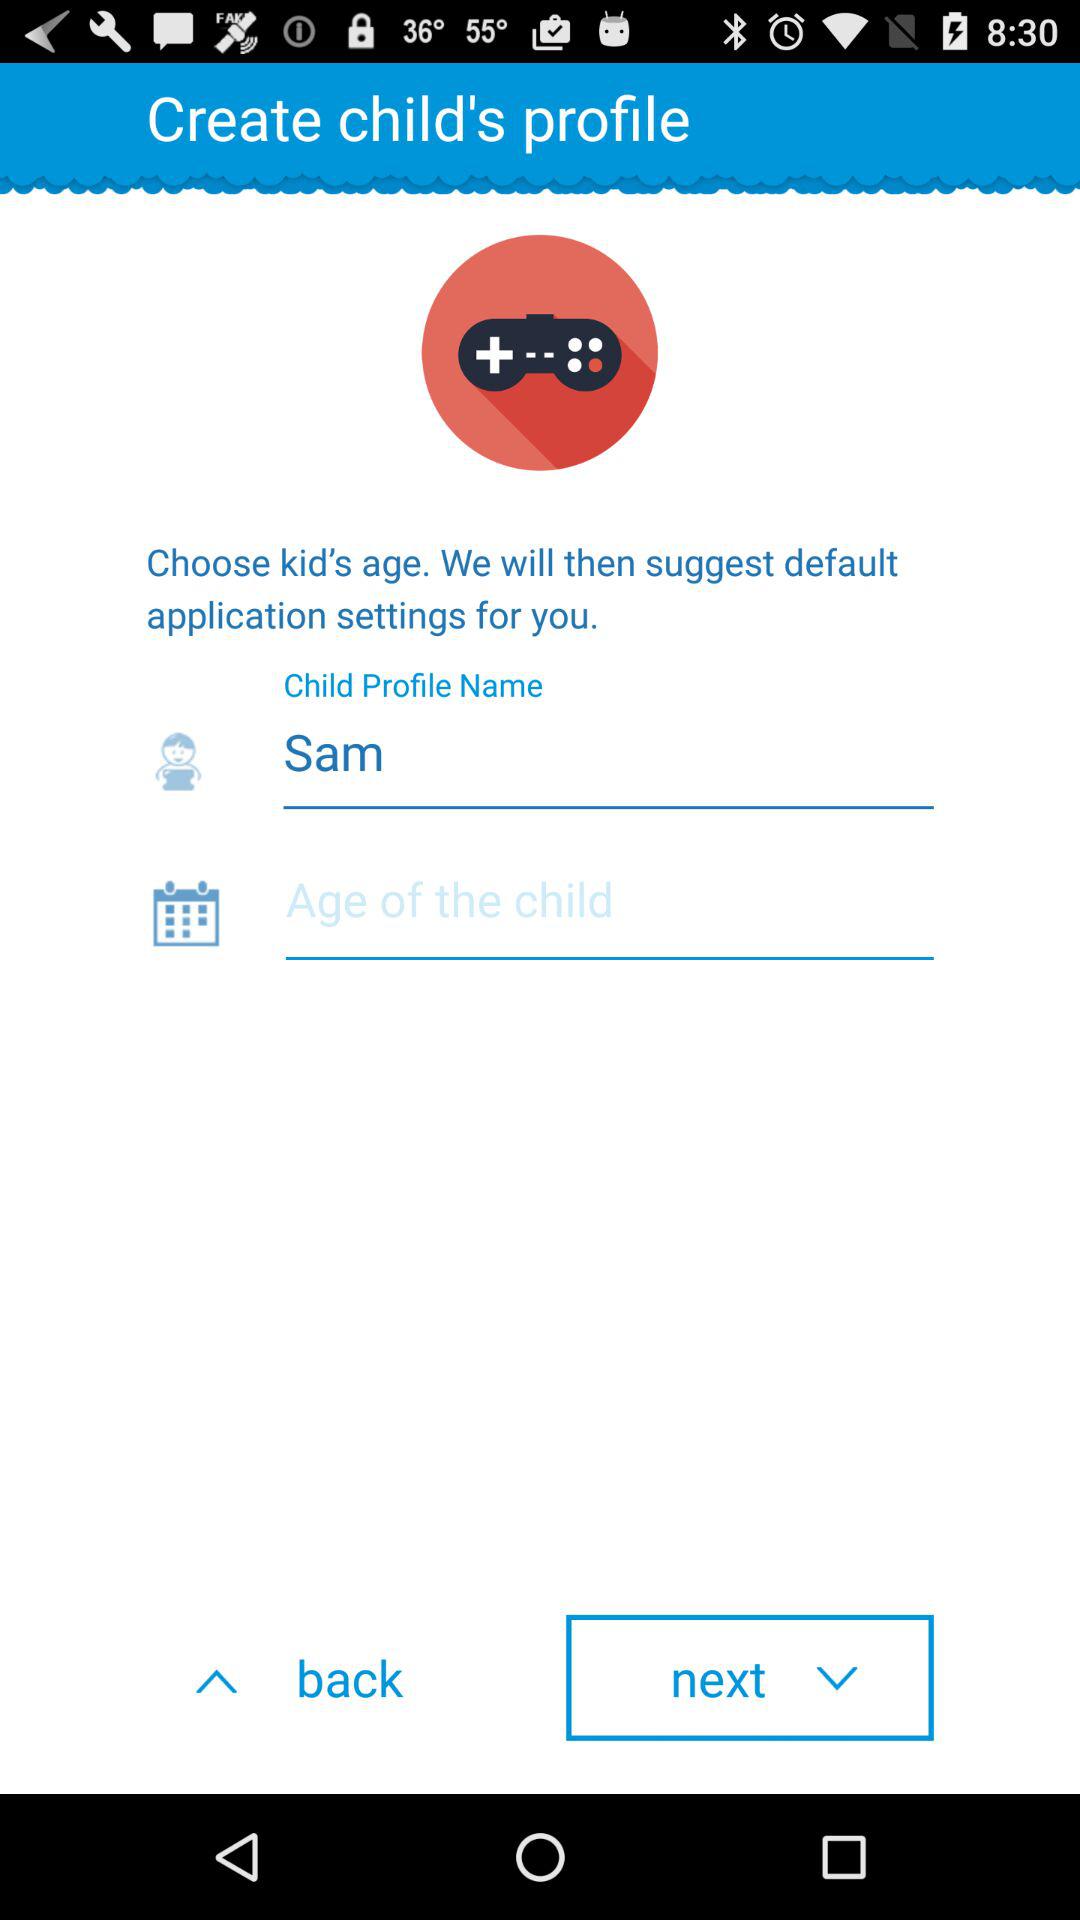 FAKE
36° 55° 8:30
Create child's profile
Choose kid’s age. We will then suggest default
application settings for you.
Child Profile Name
Sam
Age of the child
back next